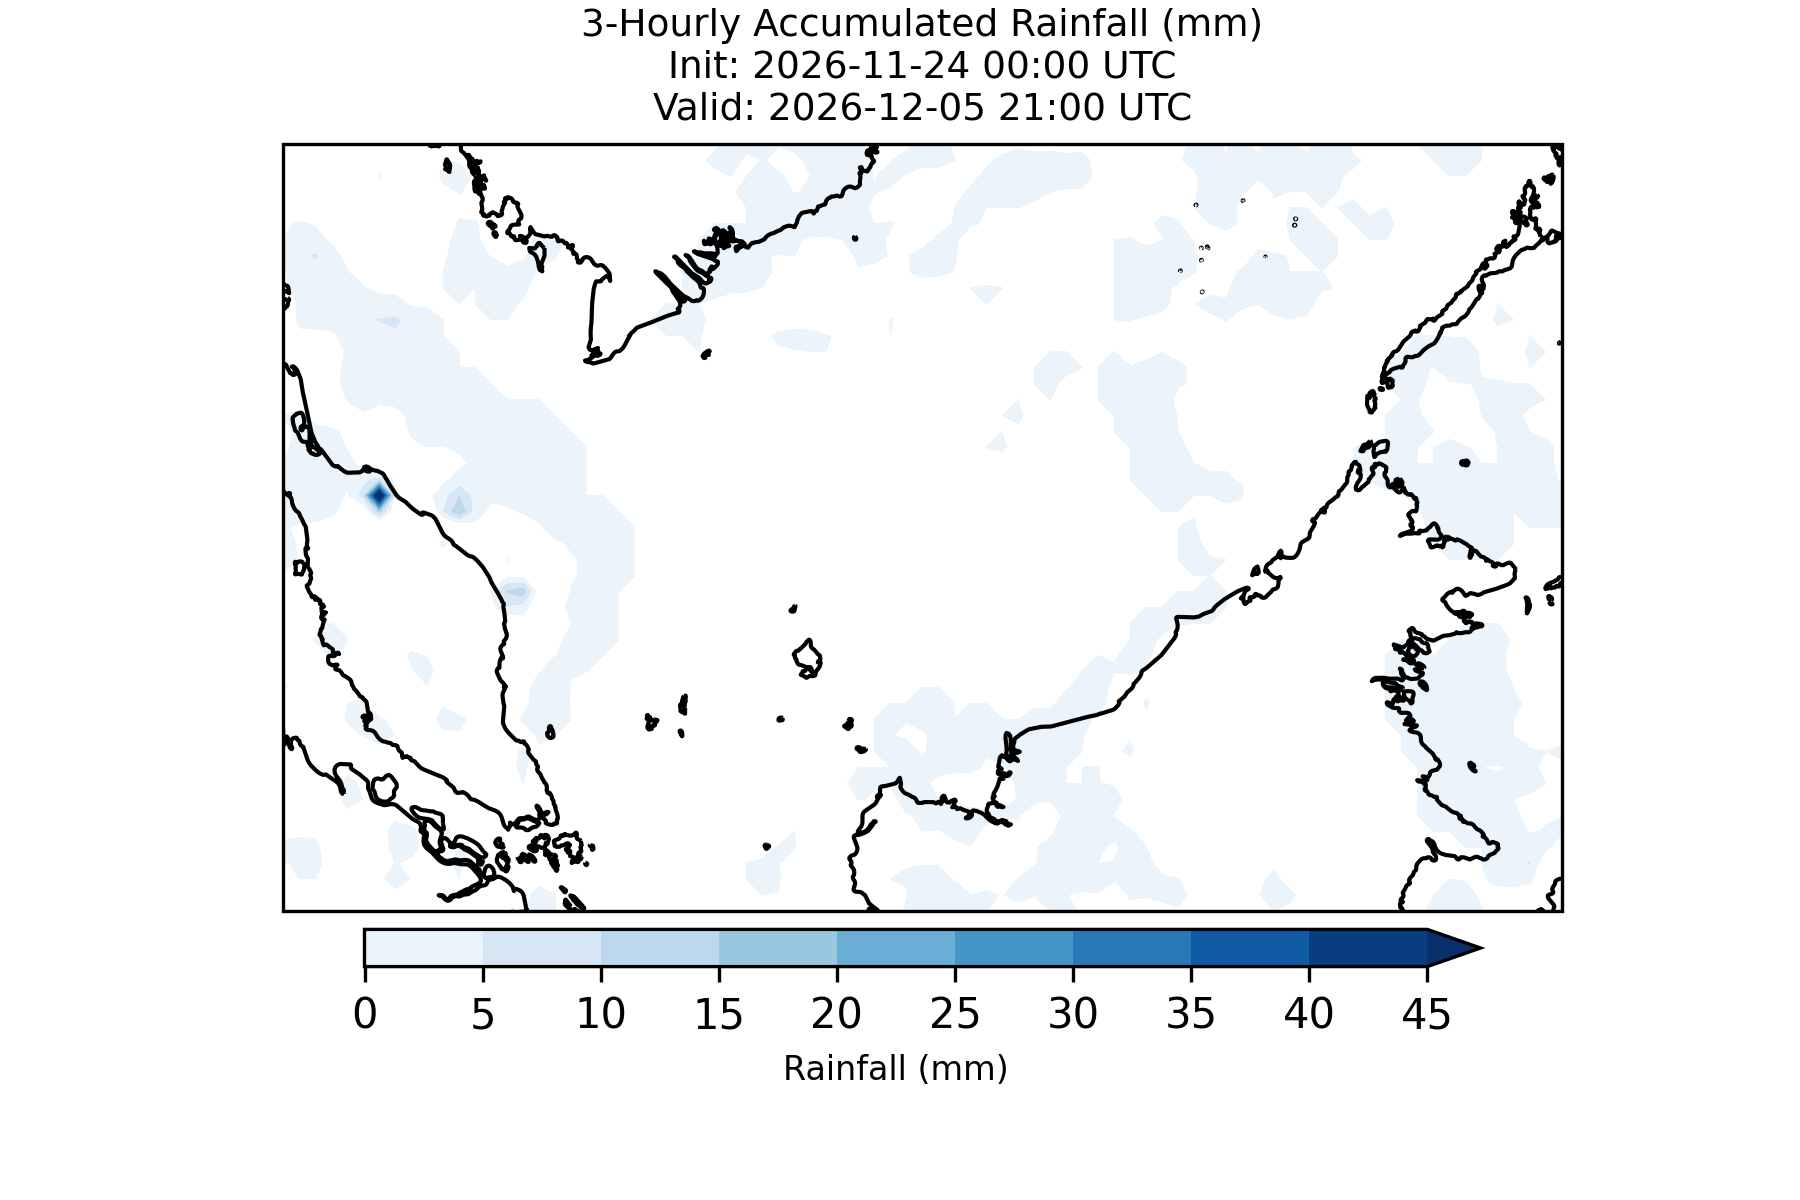 3-Hourly Accumulated Rainfall (mm)
Init: 2026-11-24 00:00 UTC
Valid: 2026-12-05 21:00 UTC
0 5 10 15 20 25 30 35 40 45
Rainfall (mm)